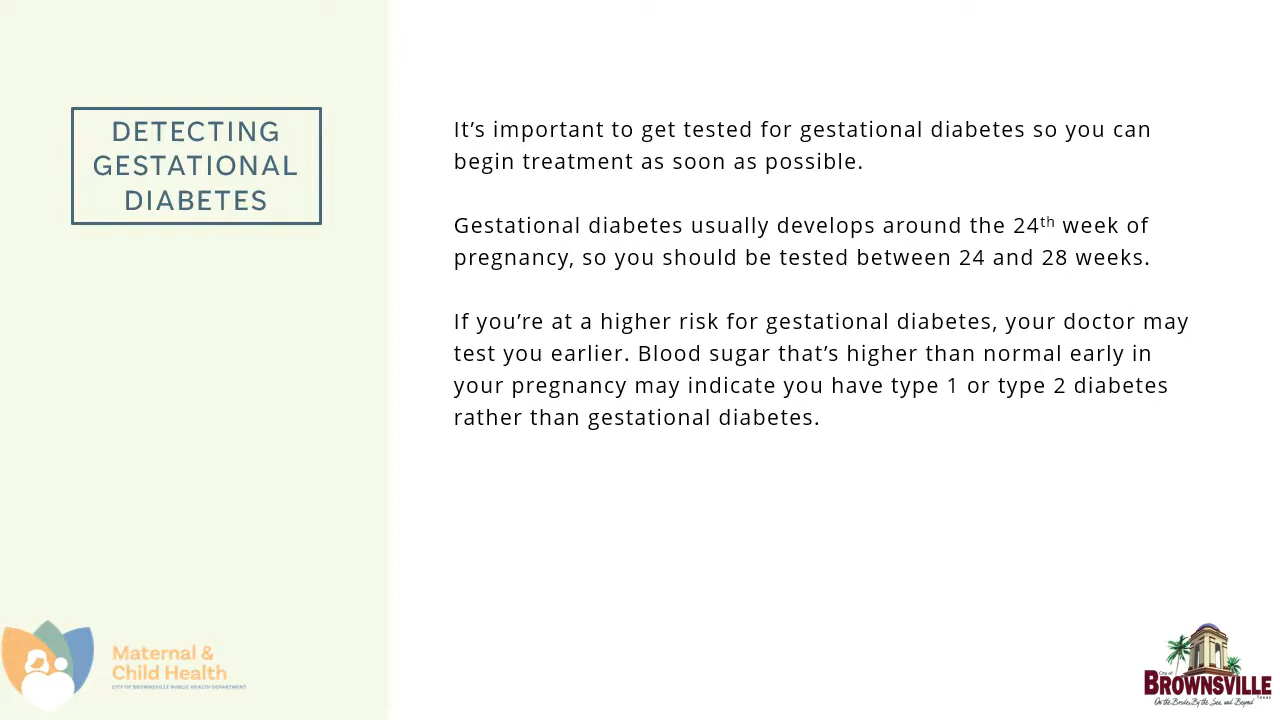 DETECTING
GESTATIONAL
DIABETES
It’s important to get tested for gestational diabetes so you can
begin treatment as soon as possible.
Gestational diabetes usually develops around the 24th week of
pregnancy, so you should be tested between 24 and 28 weeks.
If you’re at a higher risk for gestational diabetes, your doctor may
test you earlier. Blood sugar that’s higher than normal early in
your pregnancy may indicate you have type 1 or type 2 diabetes
rather than gestational diabetes.
Maternal &
Child Health
CITY OF BROWNSVILLE PUBLIC HEALTH DEPARTMENT
City of
BROWNSVILLE
Texas
On the Border, By the Sea, and Beyond